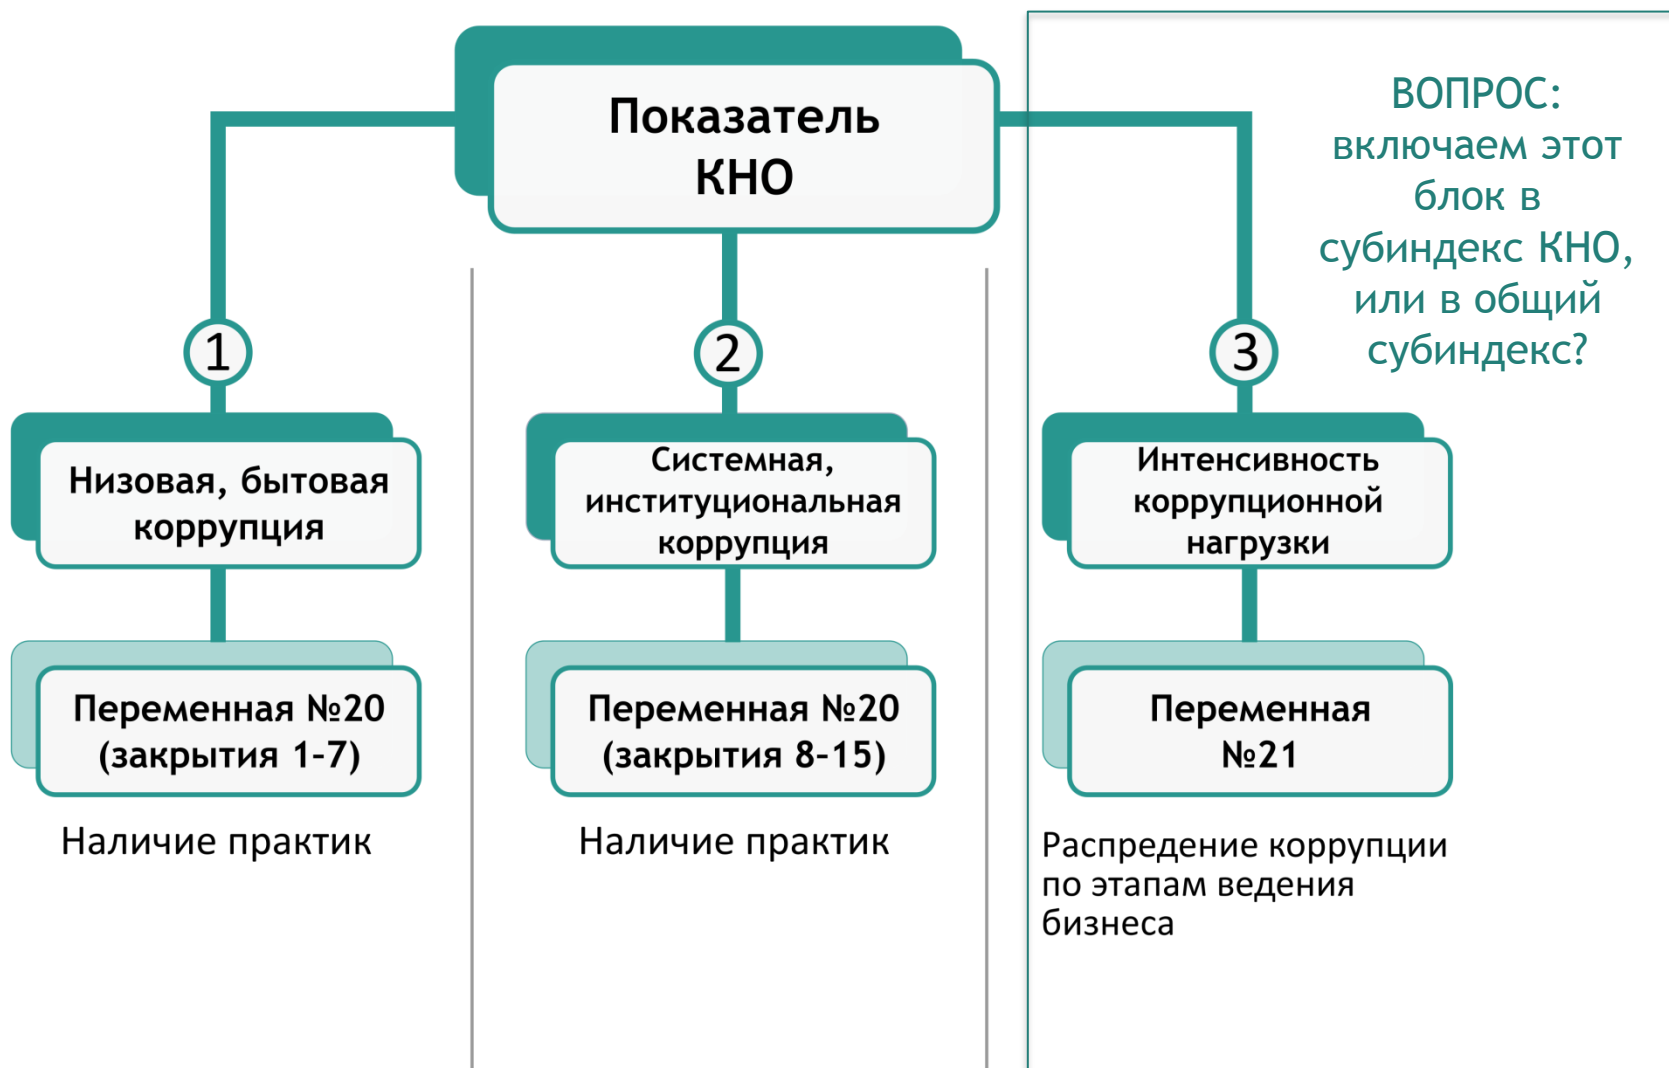 Показатель
КНО
ВОПРОС:
включаем этот
блок в
субиндекс КНО,
или в общий
субиндекс?
1
2
3
Низовая, бытовая
коррупция
Системная,
институциональная
коррупция
Интенсивность
коррупционной
нагрузки
Переменная №20
(закрытия 1–7)
Переменная №20
(закрытия 8–15)
Переменная
№21
Наличие практик
Наличие практик
Распредение коррупции
по этапам ведения
бизнеса